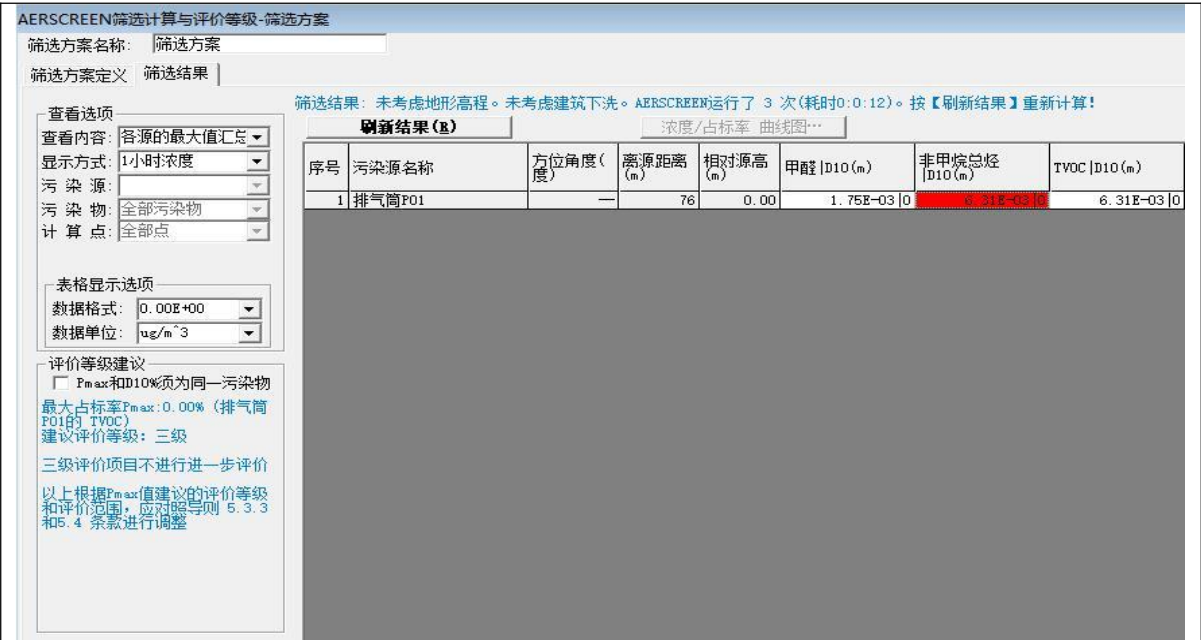 AERSCREEN筛选计算与评价等级-筛选方案
筛选方案名称: 筛选方案
筛选方案定义 筛选结果
筛选结果: 未考虑地形高程。未考虑建筑下洗。AERSCREEN运行了 3 次(耗时0:0:12)。按【刷新结果】重新计算!
刷新结果(R) 浓度/占标率 曲线图…
查看选项
查看内容: 各源的最大值汇总
显示方式: 1小时浓度
污 染 源:
污 染 物: 全部污染物
计 算 点: 全部点
表格显示选项
数据格式: 0.00E+00
数据单位: ug/m^3
评价等级建议
Pmax和D10%须为同一污染物
最大占标率Pmax:0.00% (排气筒
P01的 TVOC)
建议评价等级: 三级
三级评价项目不进行进一步评价
以上根据Pmax值建议的评价等级
和评价范围，应对照导则 5.3.3
和5.4 条款进行调整
序号 污染源名称 方位角度(度) 离源距离(m) 相对源高(m) 甲醛|D10(m) 非甲烷总烃|D10(m) TVOC|D10(m)
1 排气筒P01 — 76 0.00 1.75E-03|0 6.31E-03|0 6.31E-03|0